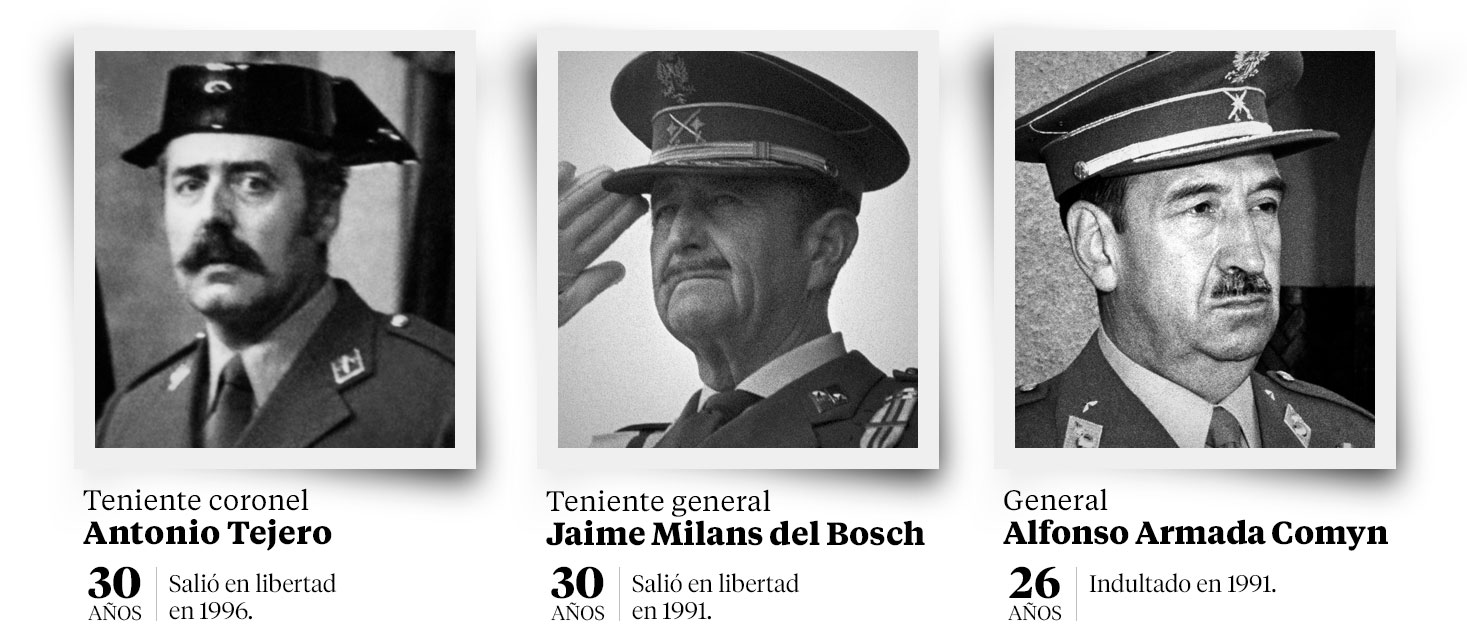 Teniente coronel
Antonio Tejero
30
AÑOS
Salió en libertad
en 1996.
Teniente general
Jaime Milans del Bosch
30
AÑOS
Salió en libertad
en 1991.
General
Alfonso Armada Comyn
26
AÑOS
Indultado en 1991.